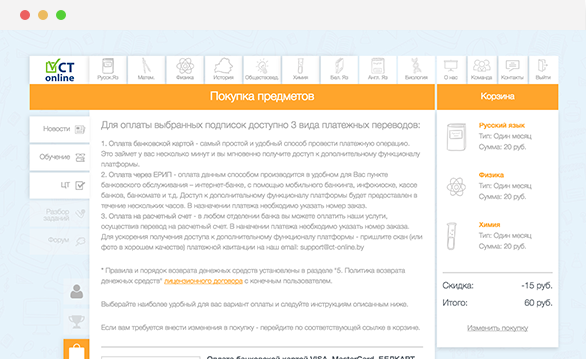 CT
online
Русск.Яз
Матем.
Физика
История
Обществовед.
Химия
Бел. Яз
Англ. Яз
Биология
О нас
Команда
Контакты
Выйти
Покупка предметов
Корзина
Новости
Обучение
ЦТ
Разбор
заданий
Форум
Для оплаты выбранных подписок доступно 3 вида платежных переводов:
1. Оплата банковской картой - самый простой и удобный способ провести платежную операцию.
Это займет у вас несколько минут и вы мгновенно получите доступ к дополнительному функционалу
платформы.
2. Оплата через ЕРИП - оплата данным способом производится в удобном для Вас пункте
банковского обслуживания – интернет-банке, с помощью мобильного банкинга, инфокиоске, кассе
банков, банкомате и т.д. Доступ к дополнительному функционалу платформы будет предоставлен в
течение нескольких часов. В назначении платежа необходимо указать номер заказ.
3. Оплата на расчетный счет - в любом отделении банка вы можете оплатить наши услуги,
осуществив перевод на расчетный счет. В назначении платежа необходимо указать номер заказа.
Для ускорения получения доступа к дополнительному функционалу платформы - пришлите скан (или
фото в хорошем качестве) платежной квитанции на наш email: support@ct-online.by
* Правила и порядок возврата денежных средств установлены в разделе "5. Политика возврата
денежных средств" лицензионного договора с конечным пользователем.
Выберайте наиболее удобный для вас вариант оплаты и следуйте инструкциям описанным ниже.
Если вам требуется внести изменения в покупку - перейдите по соответствующей ссылке в корзине.
Оплата банковской картой VISA, MasterCard, БЕЛКАРТ
Русский язык
Тип: Один месяц
Сумма: 20 руб.
Физика
Тип: Один месяц
Сумма: 20 руб.
Химия
Тип: Один месяц
Сумма: 20 руб.
Скидка: -15 руб.
Итого: 60 руб.
Изменить покупку